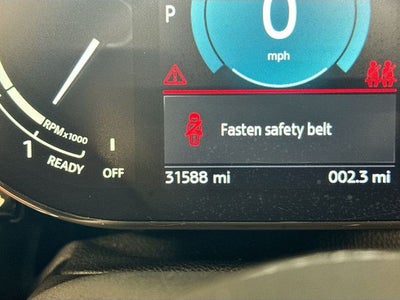 P
0
mph
RPM x1000
1
READY
OFF
Fasten safety belt
31588 mi 002.3 mi